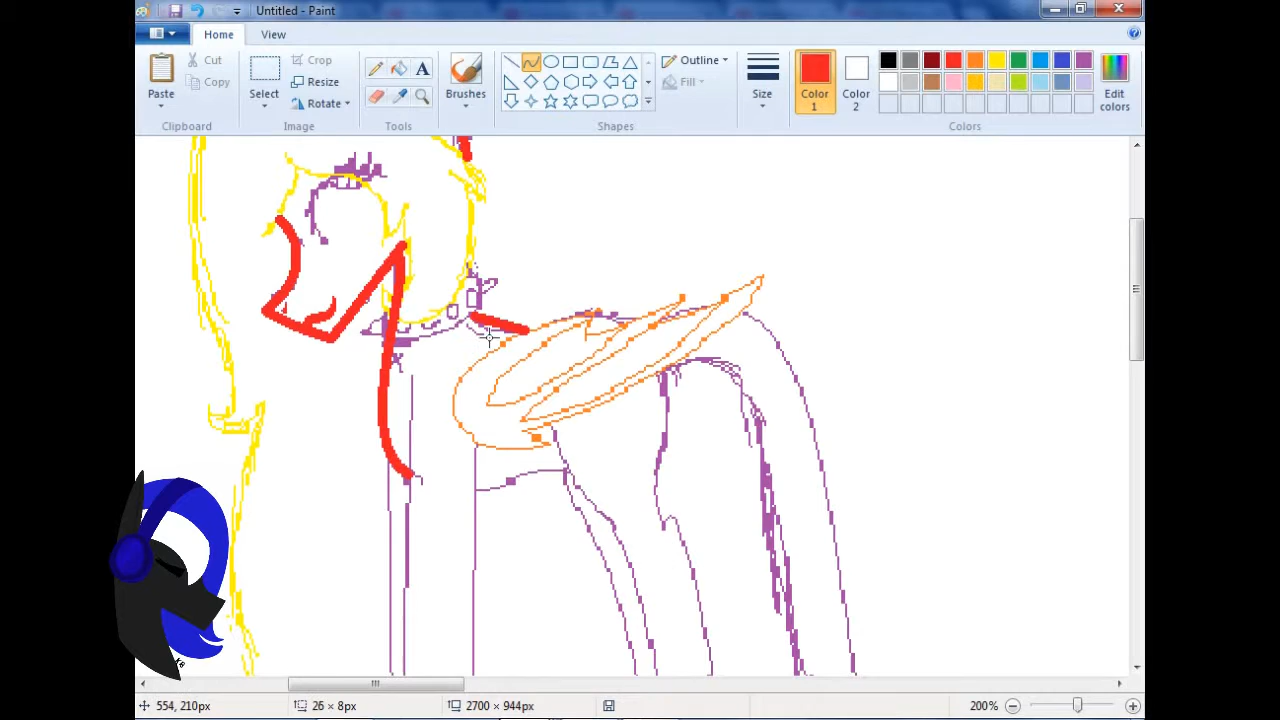 Untitled - Paint
Home
View
Paste
Cut
Copy
Clipboard
Select
Crop
Resize
Rotate
Image
A
Tools
Brushes
Outline
Fill
Shapes
Size
Color
1
Color
2
Edit
colors
Colors
554, 210px
26 × 8px
2700 × 944px
200%